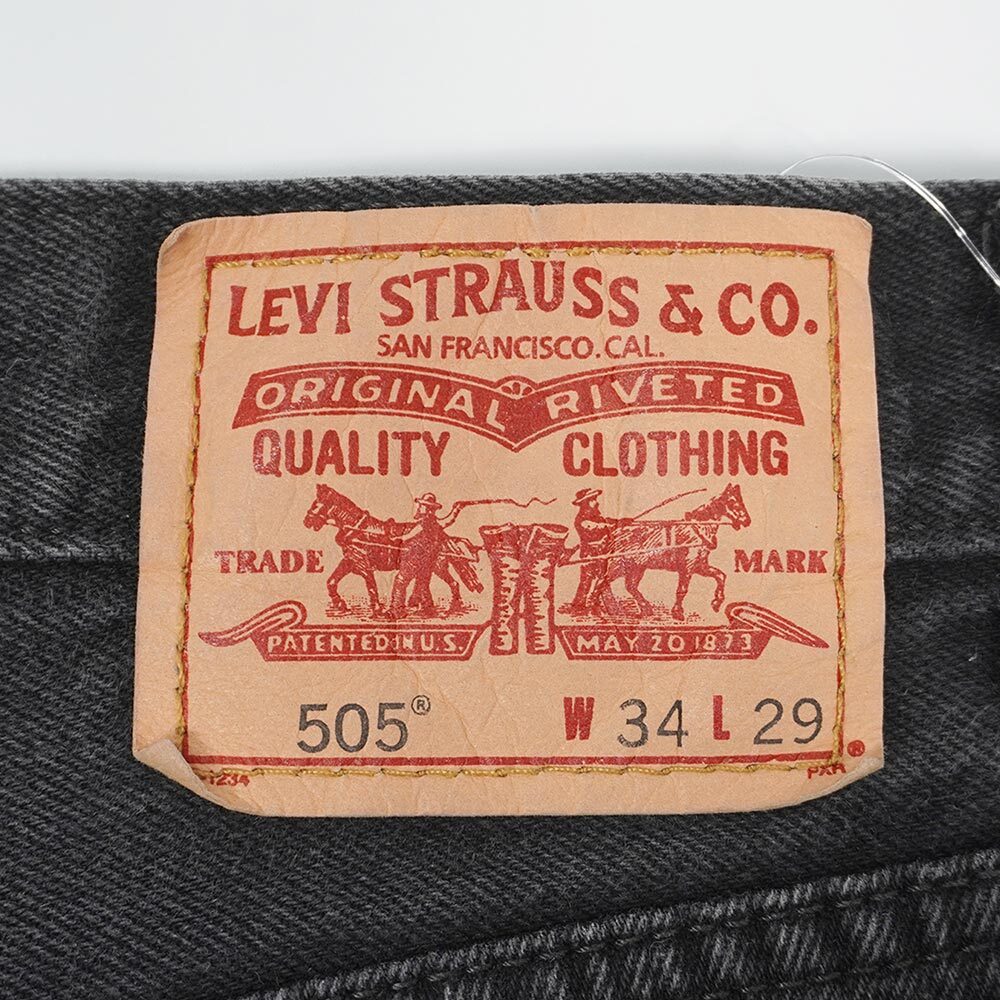 LEVI STRAUSS & CO.
SAN FRANCISCO. CAL.
ORIGINAL RIVETED
QUALITY CLOTHING
TRADE MARK
PATENTED IN U.S. MAY 20 1873
505® W 34 L 29
®